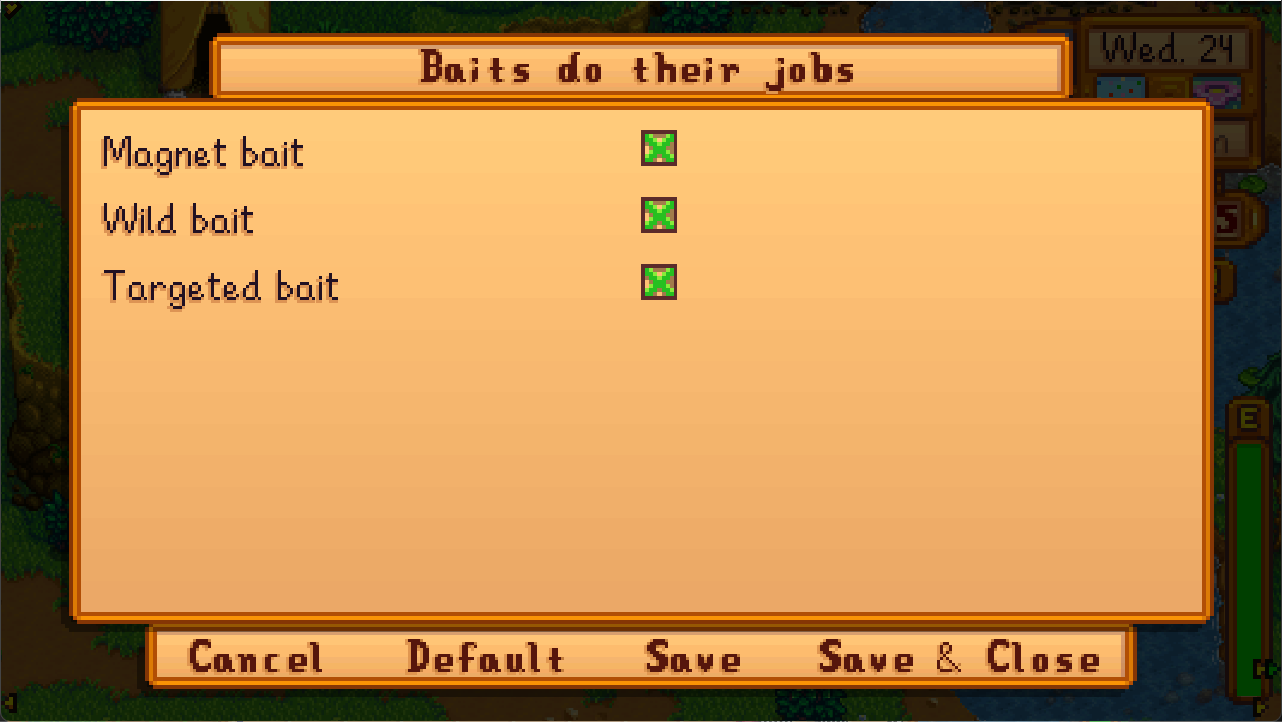 Baits do their jobs
Wed. 24
Magnet bait
Wild bait
Targeted bait
E
Cancel Default Save Save & Close